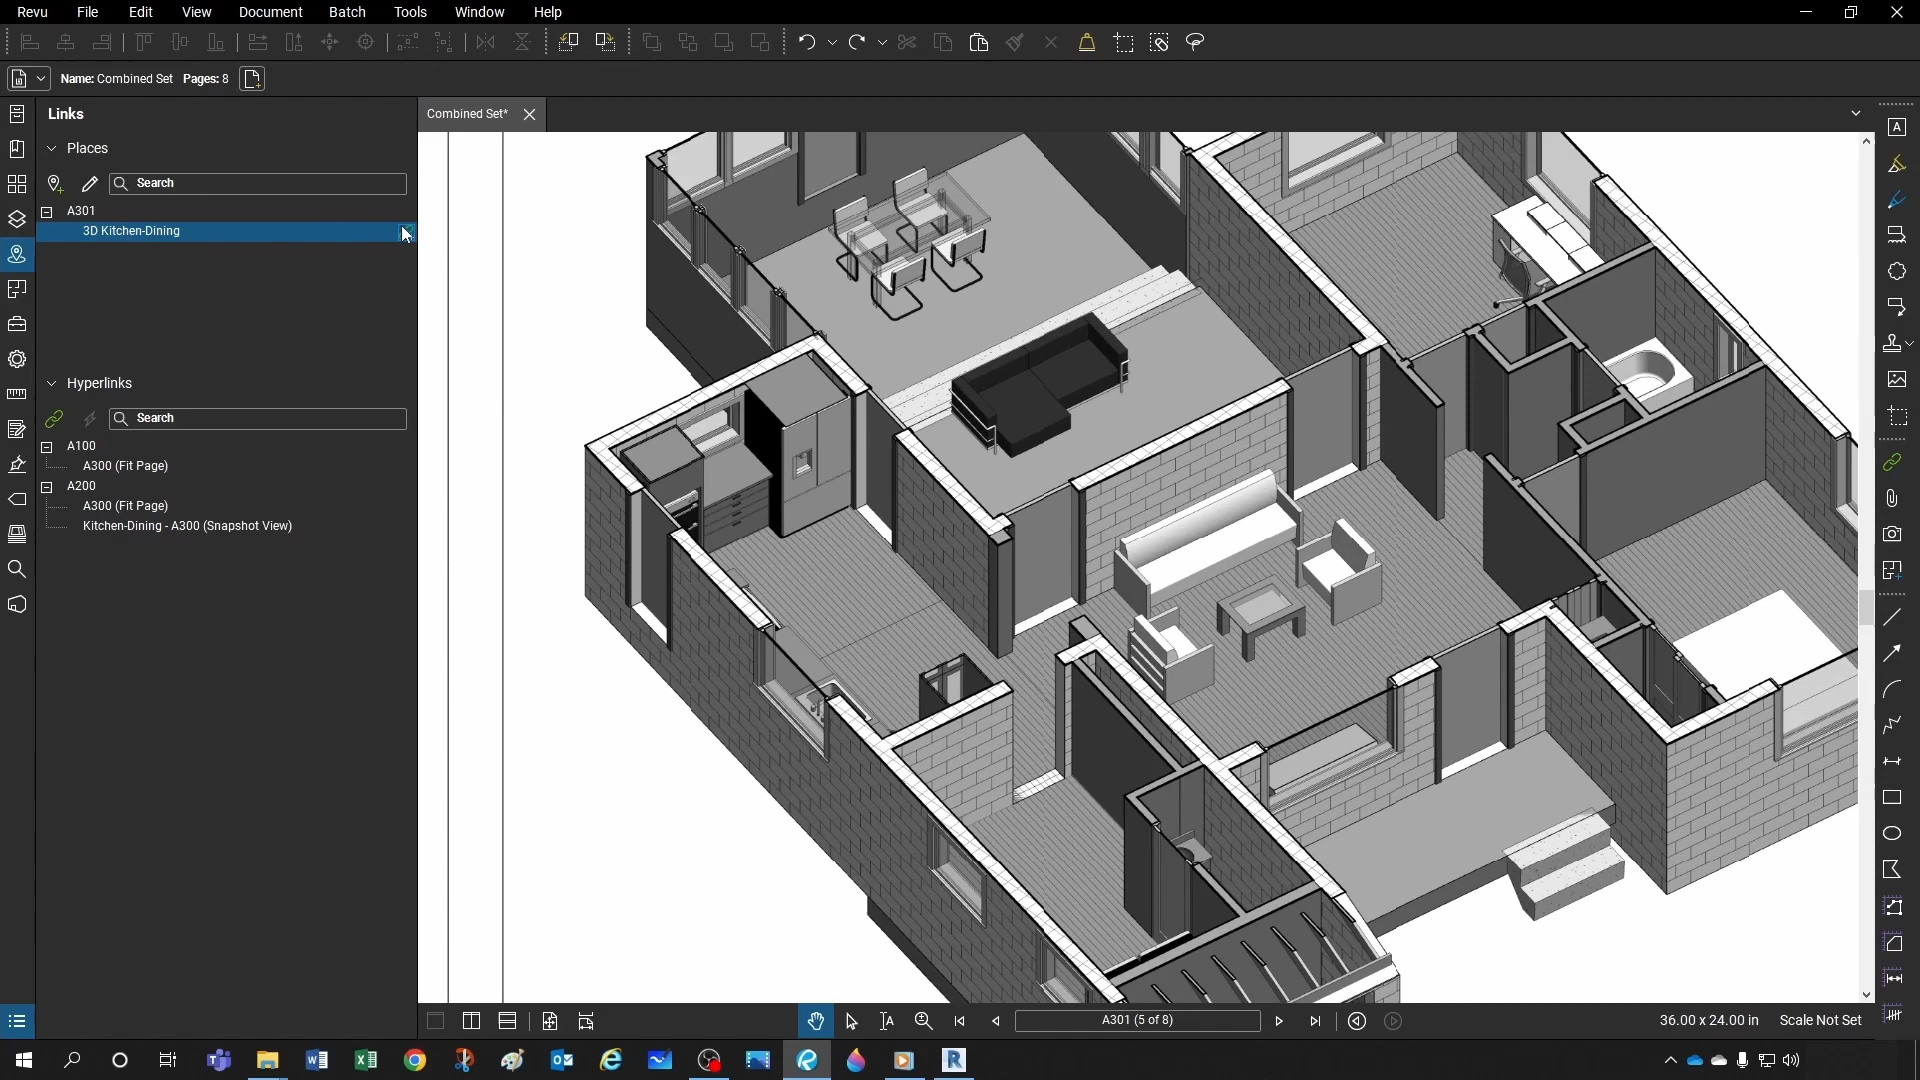 Revu File Edit View Document Batch Tools Window Help
Name: Combined Set Pages: 8
Links
Combined Set*
Places
Search
A301
3D Kitchen-Dining
Hyperlinks
Search
A100
A300 (Fit Page)
A200
A300 (Fit Page)
Kitchen-Dining - A300 (Snapshot View)
A301 (5 of 8)
36.00 x 24.00 in
Scale Not Set